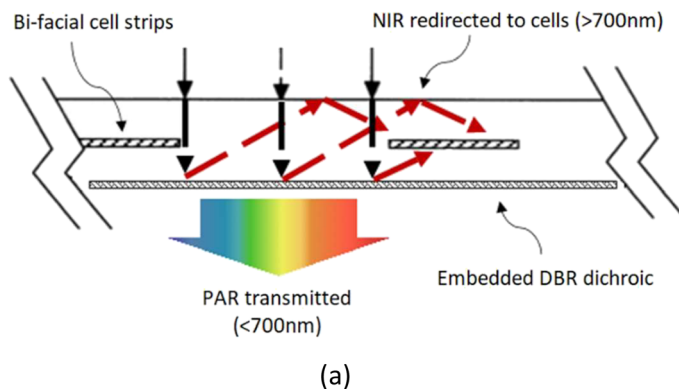 Bi-facial cell strips
NIR redirected to cells (>700nm)
PAR transmitted
(<700nm)
Embedded DBR dichroic
(a)